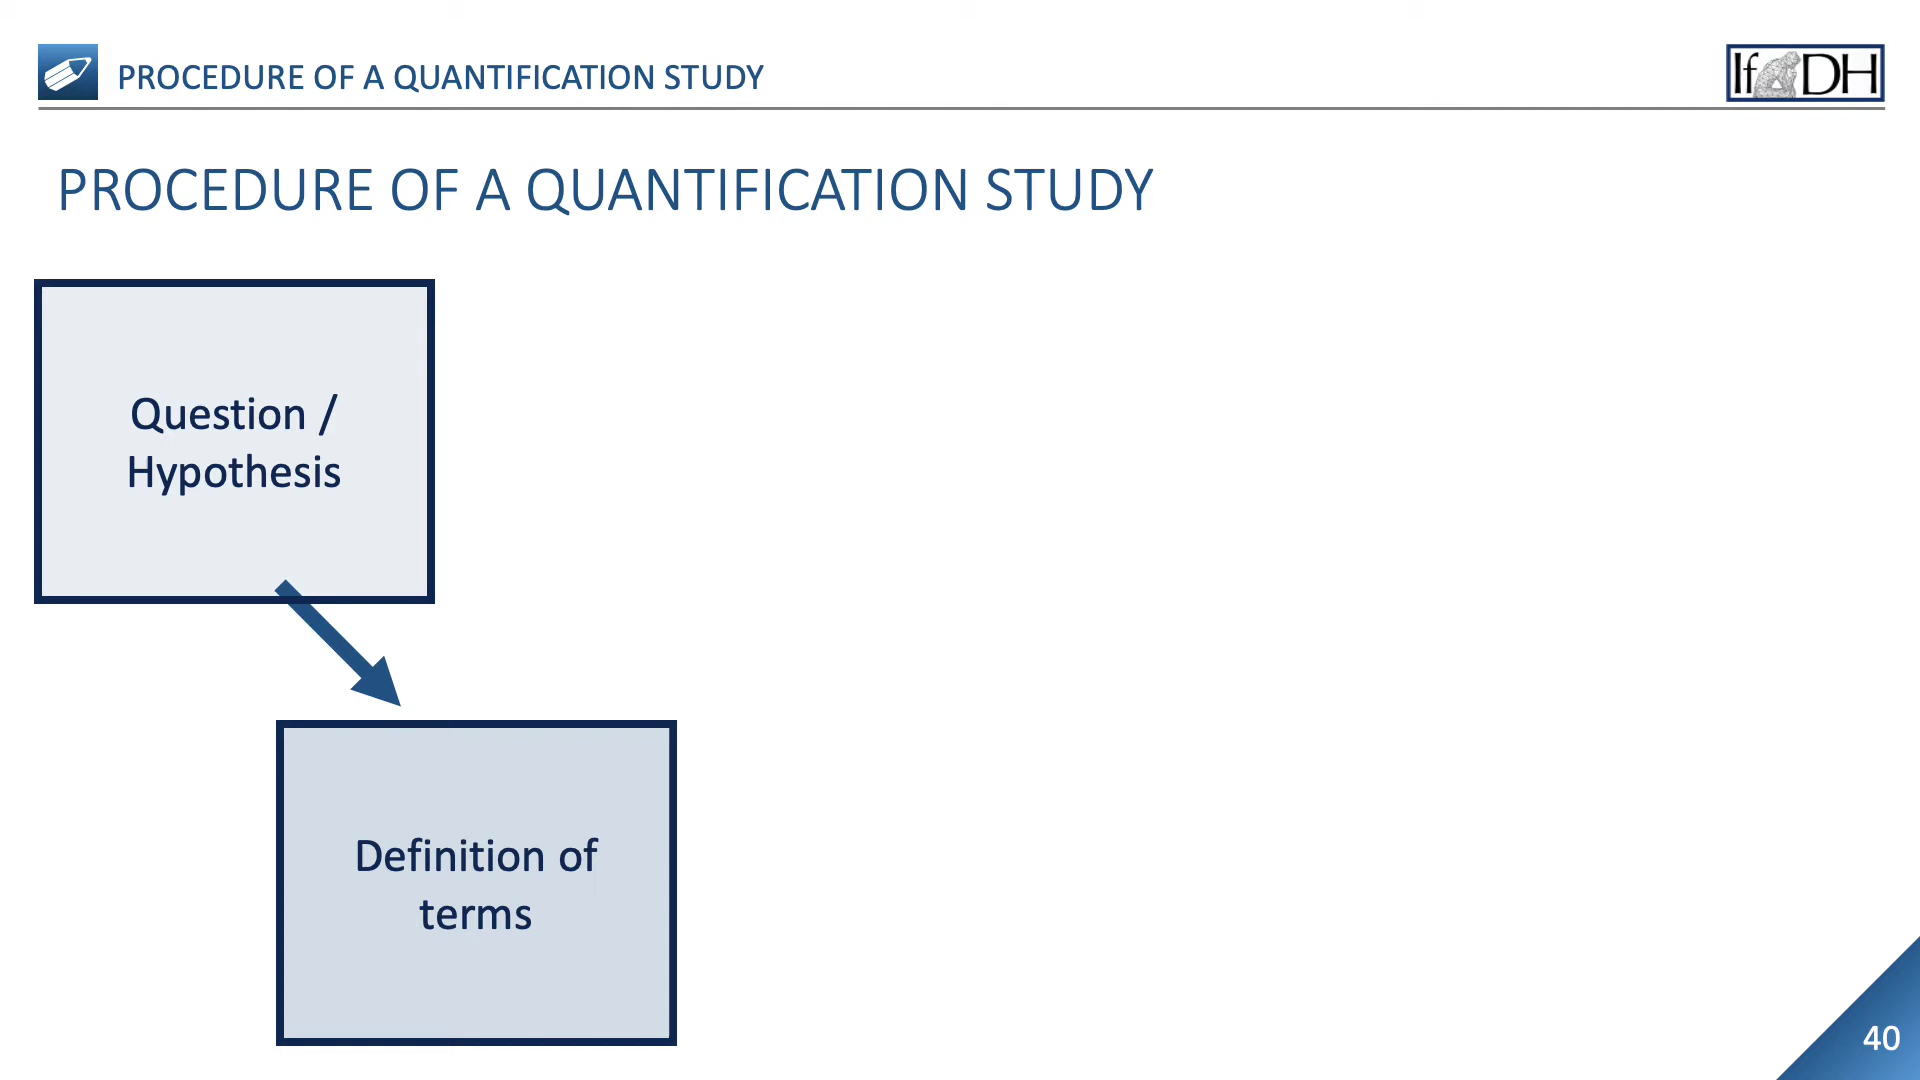 PROCEDURE OF A QUANTIFICATION STUDY
IfDH
PROCEDURE OF A QUANTIFICATION STUDY
Question /
Hypothesis
Definition of
terms
40